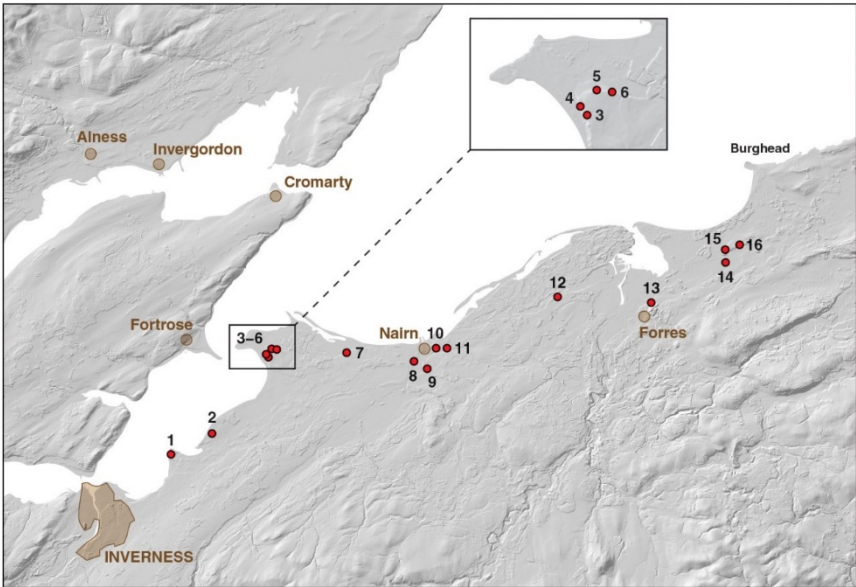 5
6
4
3
Alness
Invergordon
Burghead
Cromarty
15
16
14
12
13
Forres
Fortrose
3–6
Nairn
10
11
7
8
9
2
1
INVERNESS